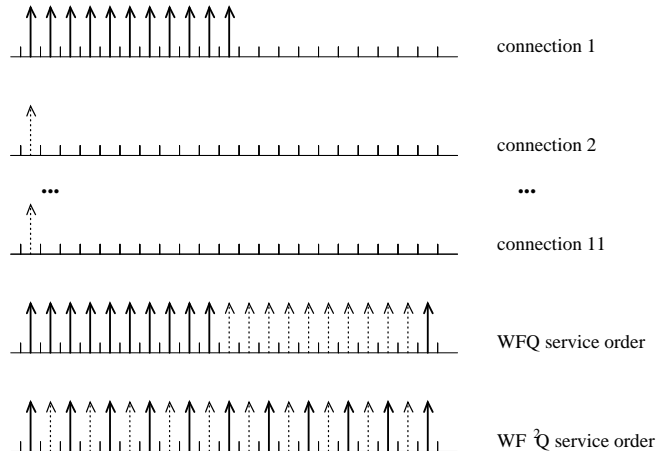 connection 1
connection 2
... ...
connection 11
WFQ service order
WF 2Q service order